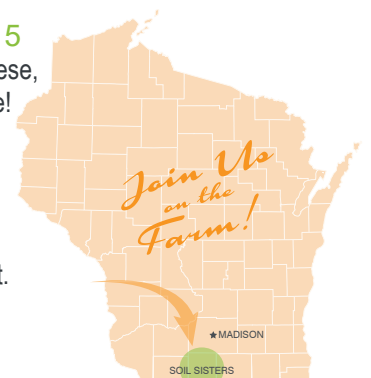 5
ese,
e!
Join Us
on the
Farm!
t.
★MADISON
SOIL SISTERS